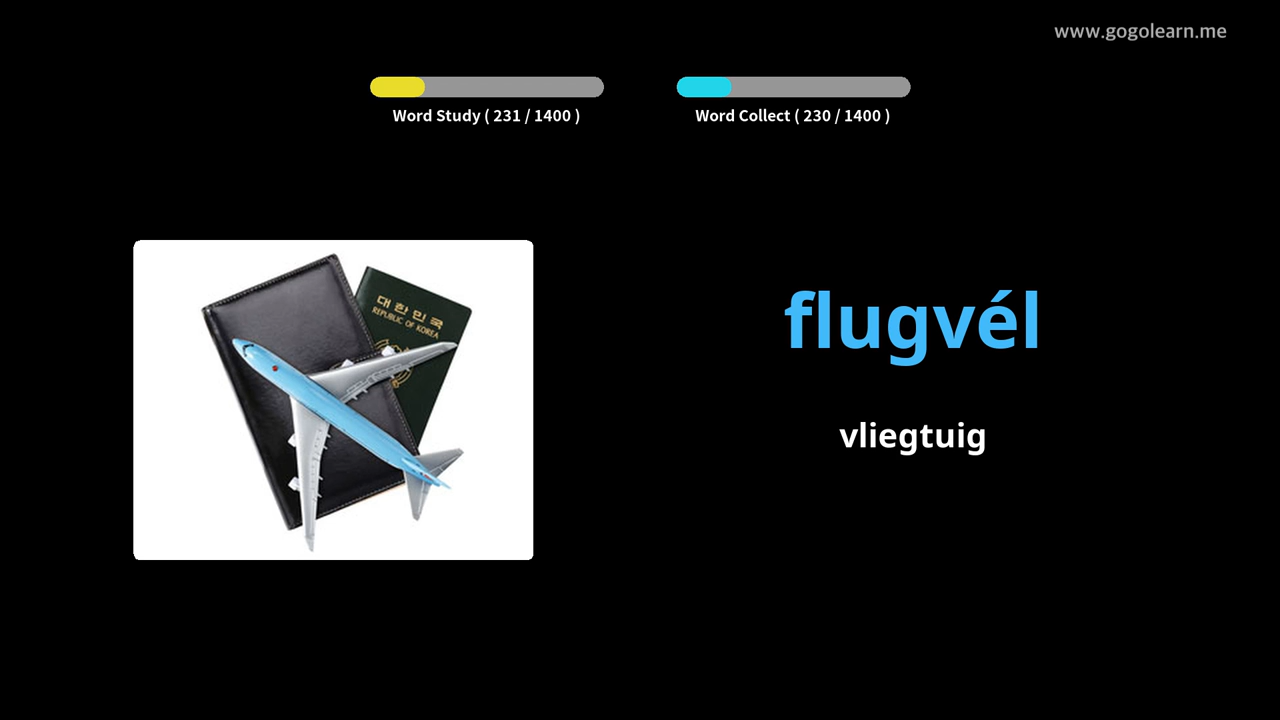 www.gogolearn.me
Word Study ( 231 / 1400 )
Word Collect ( 230 / 1400 )
대한민국
REPUBLIC OF KOREA
flugvél
vliegtuig